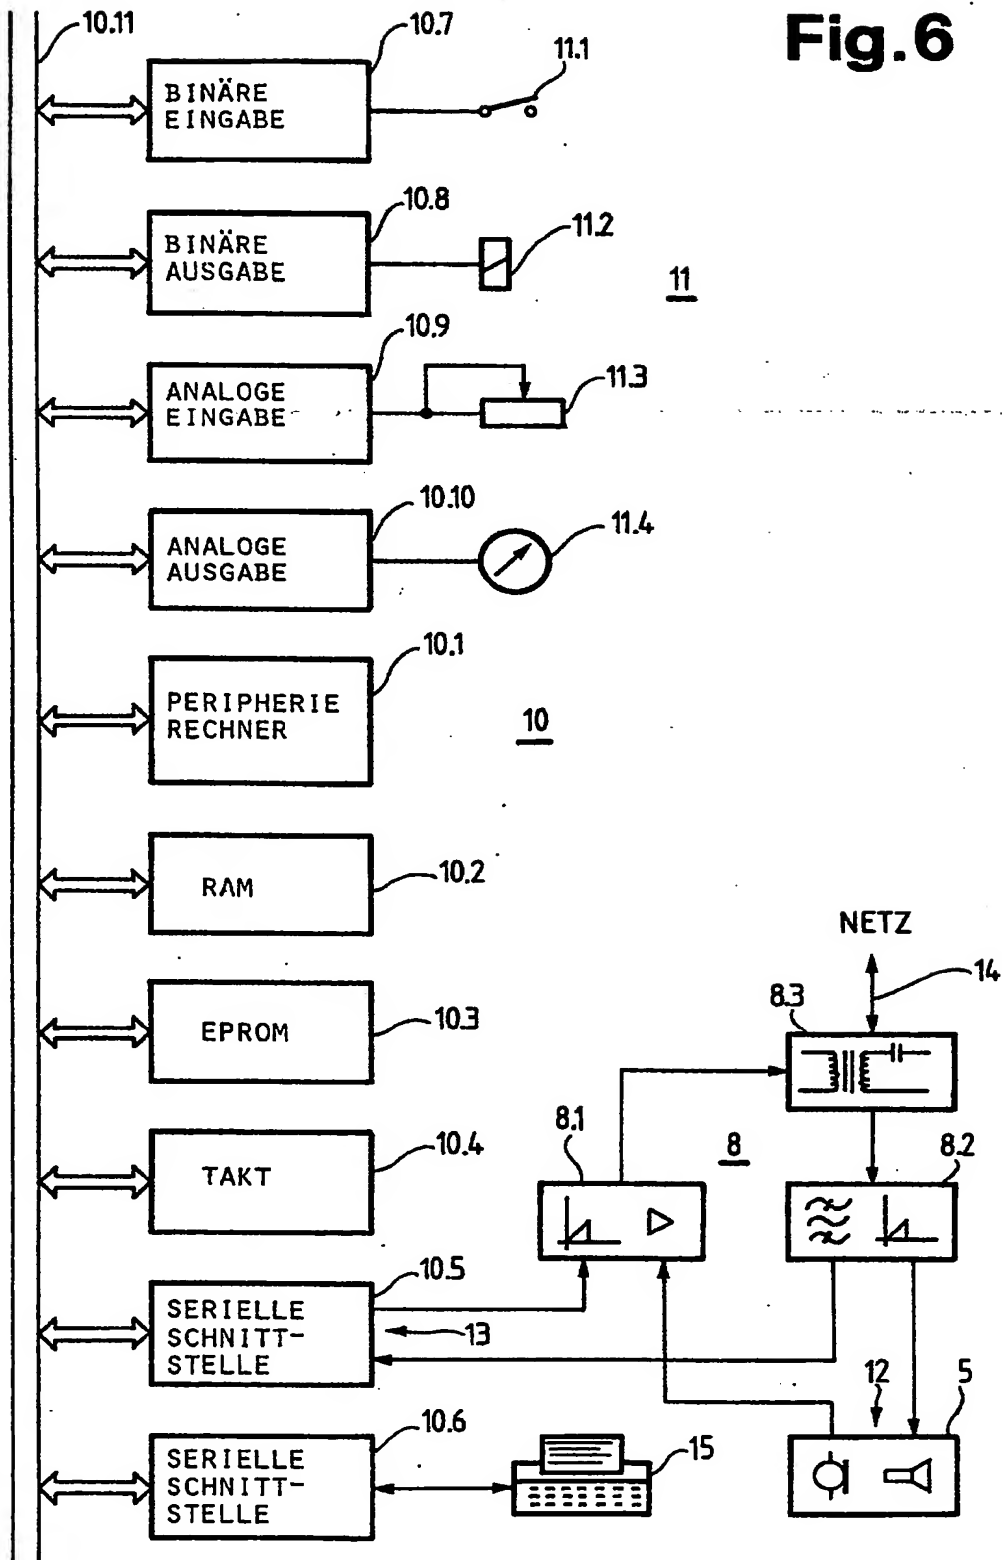 10.11
10.7
Fig.6
11.1
BINÄRE
EINGABE
10.8
11.2
BINÄRE
AUSGABE
11
10.9
11.3
ANALOGE
EINGABE
10.10
11.4
ANALOGE
AUSGABE
10.1
PERIPHERIE
RECHNER
10
10.2
RAM
NETZ
14
8.3
10.3
EPROM
8.1
8
8.2
10.4
TAKT
10.5
SERIELLE
SCHNITT-
STELLE
13
12
5
10.6
SERIELLE
SCHNITT-
STELLE
15